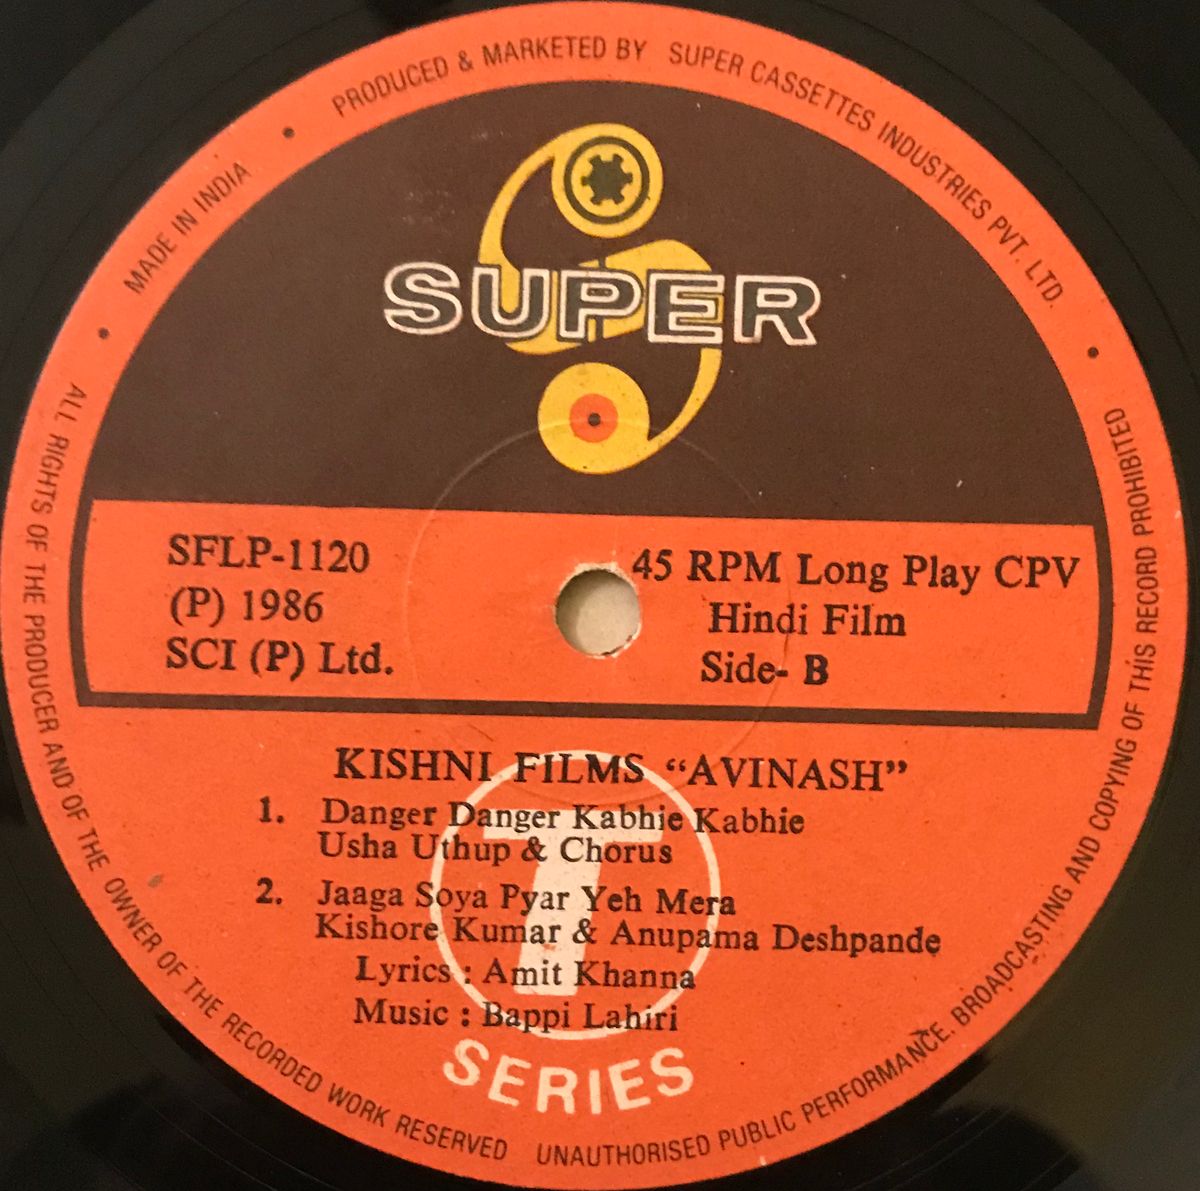 MADE IN INDIA • PRODUCED & MARKETED BY SUPER CASSETTES INDUSTRIES PVT. LTD. •
SUPER
SFLP-1120
(P) 1986
SCI (P) Ltd.
45 RPM Long Play CPV
Hindi Film
Side- B
KISHNI FILMS “AVINASH”
1. Danger Danger Kabhie Kabhie
Usha Uthup & Chorus
2. Jaaga Soya Pyar Yeh Mera
Kishore Kumar & Anupama Deshpande
Lyrics : Amit Khanna
Music : Bappi Lahiri
T
SERIES
• ALL RIGHTS OF THE PRODUCER AND OF THE OWNER OF THE RECORDED WORK RESERVED UNAUTHORISED PUBLIC PERFORMANCE. BROADCASTING AND COPYING OF THIS RECORD PROHIBITED